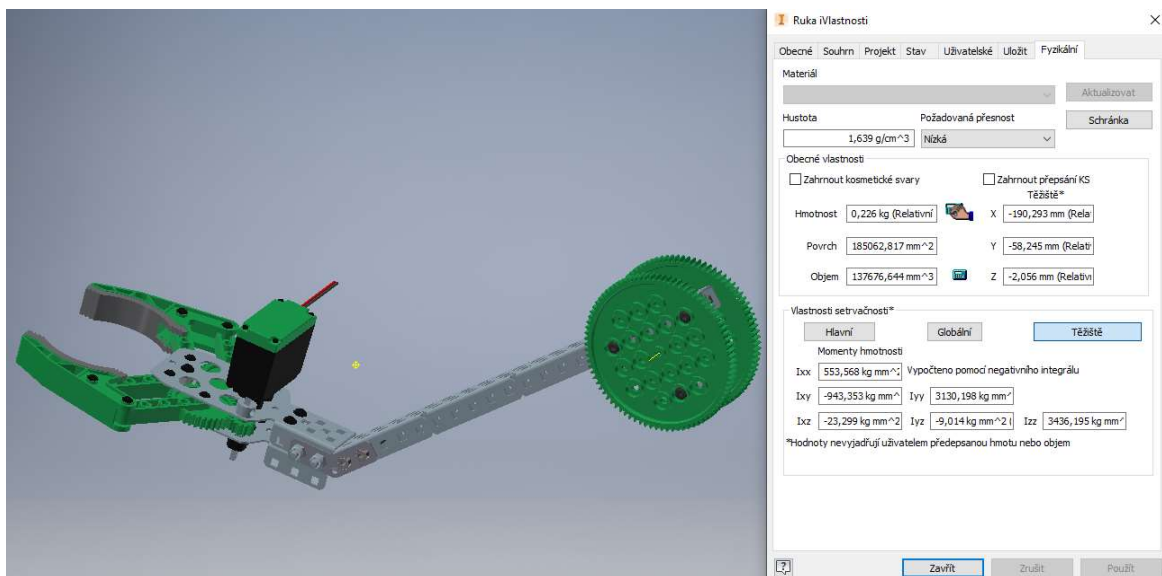 Ruka iVlastnosti
Obecné Souhrn Projekt Stav Uživatelské Uložit Fyzikální
Materiál
Aktualizovat
Hustota Požadovaná přesnost Schránka
1,639 g/cm^3 Nízká
Obecné vlastnosti
Zahrnout kosmetické svary Zahrnout přepsání KS
Těžiště*
Hmotnost 0,226 kg (Relativní X -190,293 mm (Rela
Povrch 185062,817 mm^2 Y -58,245 mm (Relati
Objem 137676,644 mm^3 Z -2,056 mm (Relativ
Vlastnosti setrvačnosti*
Hlavní Globální Těžiště
Momenty hmotnosti
Ixx 553,568 kg mm^2 Vypočteno pomocí negativního integrálu
Ixy -943,353 kg mm^ Iyy 3130,198 kg mm^
Ixz -23,299 kg mm^2 Iyz -9,014 kg mm^2 ( Izz 3436,195 kg mm^
*Hodnoty nevyjadřují uživatelem předepsanou hmotu nebo objem
? Zavřít Zrušit Použít